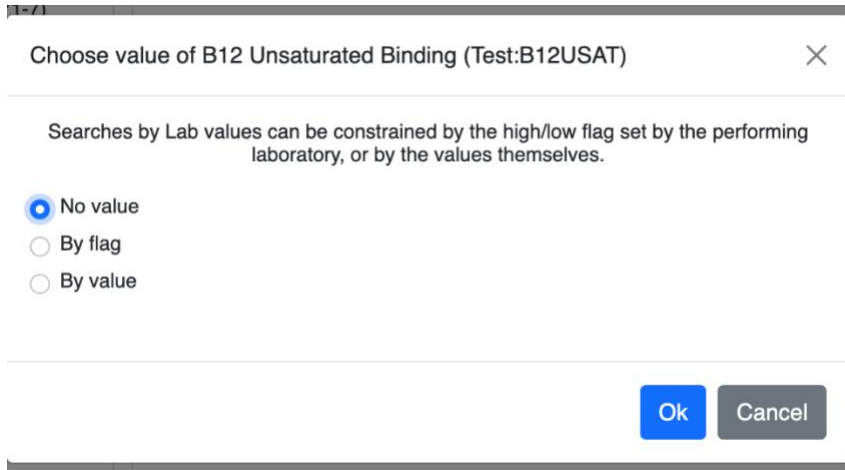 Choose value of B12 Unsaturated Binding (Test:B12USAT)
Searches by Lab values can be constrained by the high/low flag set by the performing
laboratory, or by the values themselves.
No value
By flag
By value
Ok
Cancel